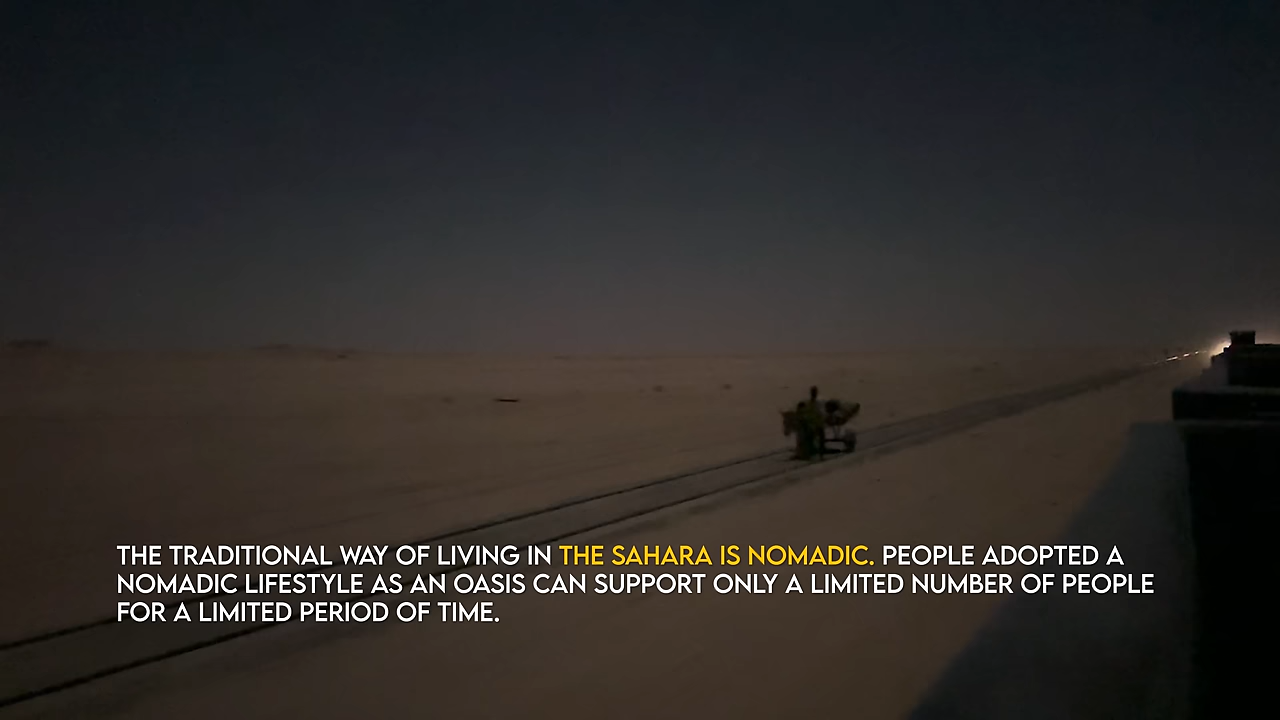 THE TRADITIONAL WAY OF LIVING IN THE SAHARA IS NOMADIC. PEOPLE ADOPTED A
NOMADIC LIFESTYLE AS AN OASIS CAN SUPPORT ONLY A LIMITED NUMBER OF PEOPLE
FOR A LIMITED PERIOD OF TIME.